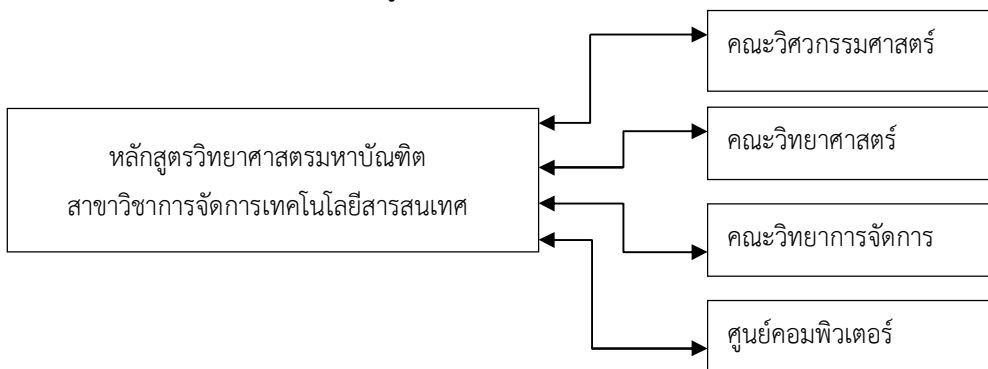 หลักสูตรวิทยาศาสตรมหาบัณฑิต
สาขาวิชาการจัดการเทคโนโลยีสารสนเทศ
คณะวิศวกรรมศาสตร์
คณะวิทยาศาสตร์
คณะวิทยาการจัดการ
ศูนย์คอมพิวเตอร์